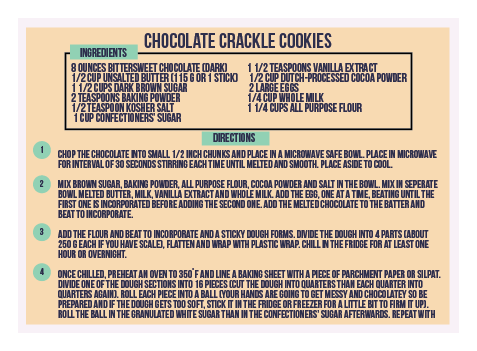 CHOCOLATE CRACKLE COOKIES
INGREDIENTS
8 OUNCES BITTERSWEET CHOCOLATE (DARK)
1/2 CUP UNSALTED BUTTER (115 G OR 1 STICK)
1 1/2 CUPS DARK BROWN SUGAR
2 TEASPOONS BAKING POWDER
1/2 TEASPOON KOSHER SALT
1 CUP CONFECTIONERS' SUGAR
1 1/2 TEASPOONS VANILLA EXTRACT
1/2 CUP DUTCH-PROCESSED COCOA POWDER
2 LARGE EGGS
1/4 CUP WHOLE MILK
1 1/4 CUPS ALL PURPOSE FLOUR
DIRECTIONS
1
CHOP THE CHOCOLATE INTO SMALL 1/2 INCH CHUNKS AND PLACE IN A MICROWAVE SAFE BOWL. PLACE IN MICROWAVE
FOR INTERVAL OF 30 SECONDS STIRRING EACH TIME UNTIL MELTED AND SMOOTH. PLACE ASIDE TO COOL.
2
MIX BROWN SUGAR, BAKING POWDER, ALL PURPOSE FLOUR, COCOA POWDER AND SALT IN THE BOWL. MIX IN SEPERATE
BOWL MELTED BUTTER, MILK, VANILLA EXTRACT AND WHOLE MILK. ADD THE EGG, ONE AT A TIME, BEATING UNTIL THE
FIRST ONE IS INCORPORATED BEFORE ADDING THE SECOND ONE. ADD THE MELTED CHOCOLATE TO THE BATTER AND
BEAT TO INCORPORATE.
3
ADD THE FLOUR AND BEAT TO INCORPORATE AND A STICKY DOUGH FORMS. DIVIDE THE DOUGH INTO 4 PARTS (ABOUT
250 G EACH IF YOU HAVE SCALE), FLATTEN AND WRAP WITH PLASTIC WRAP. CHILL IN THE FRIDGE FOR AT LEAST ONE
HOUR OR OVERNIGHT.
4
ONCE CHILLED, PREHEAT AN OVEN TO 350°F AND LINE A BAKING SHEET WITH A PIECE OF PARCHMENT PAPER OR SILPAT.
DIVIDE ONE OF THE DOUGH SECTIONS INTO 16 PIECES (CUT THE DOUGH INTO QUARTERS THAN EACH QUARTER INTO
QUARTERS AGAIN). ROLL EACH PIECE INTO A BALL (YOUR HANDS ARE GOING TO GET MESSY AND CHOCOLATEY SO BE
PREPARED AND IF THE DOUGH GETS TOO SOFT, STICK IT IN THE FRIDGE OR FREEZER FOR A LITTLE BIT TO FIRM IT UP).
ROLL THE BALL IN THE GRANULATED WHITE SUGAR THAN IN THE CONFECTIONERS' SUGAR AFTERWARDS. REPEAT WITH